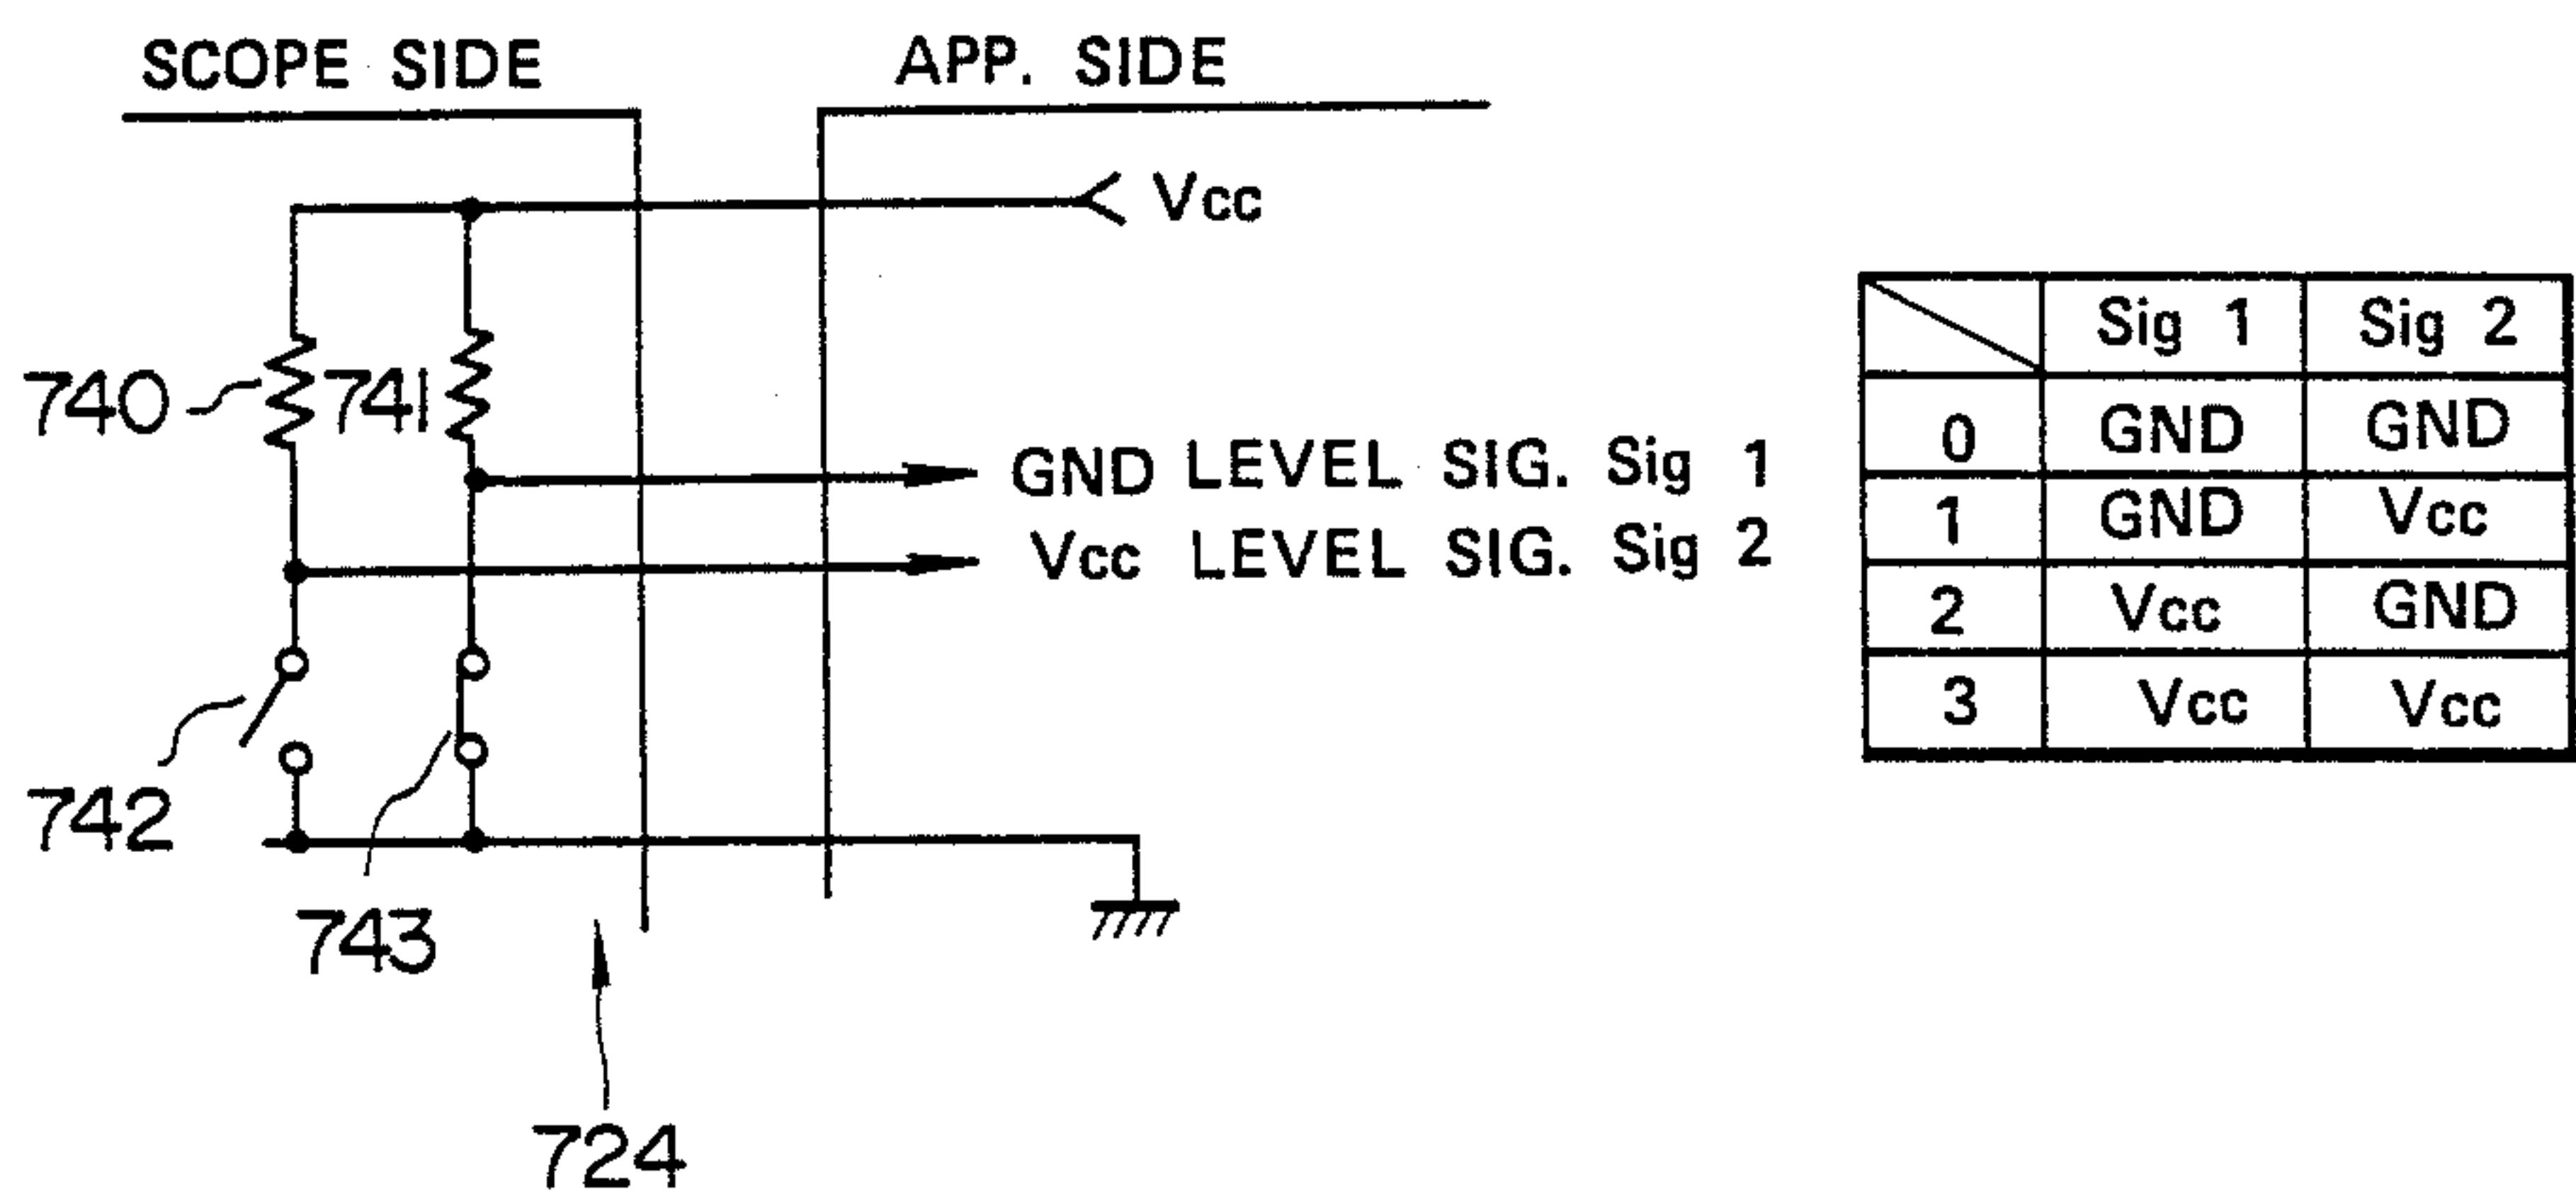 SCOPE SIDE
APP. SIDE
Vcc
740
741
GND LEVEL SIG. Sig 1
Vcc LEVEL SIG. Sig 2
742
743
724
Sig 1 Sig 2
0 GND GND
1 GND Vcc
2 Vcc GND
3 Vcc Vcc